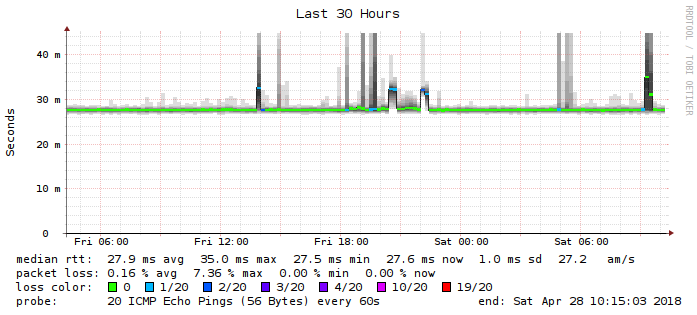 Last 30 Hours
RRDTOOL / TOBI OETIKER
Seconds
40 m
30 m
20 m
10 m
0
Fri 06:00 Fri 12:00 Fri 18:00 Sat 00:00 Sat 06:00
median rtt: 27.9 ms avg 35.0 ms max 27.5 ms min 27.6 ms now 1.0 ms sd 27.2 am/s
packet loss: 0.16 % avg 7.36 % max 0.00 % min 0.00 % now
loss color: 0 1/20 2/20 3/20 4/20 10/20 19/20
probe: 20 ICMP Echo Pings (56 Bytes) every 60s end: Sat Apr 28 10:15:03 2018